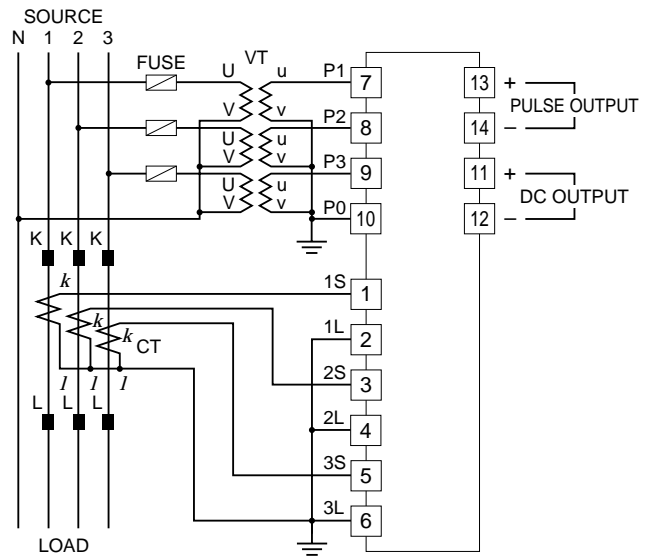 SOURCE
N 1 2 3
FUSE
VT
U u P1 7
V v
P2 8
U u
V v
P3 9
U u
V v
P0 10
13 +
PULSE OUTPUT
14 –
11 +
DC OUTPUT
12 –
K K K
k 1S 1
k 1L 2
k CT
l l l
2S 3
L L L
2L 4
3S 5
3L 6
LOAD